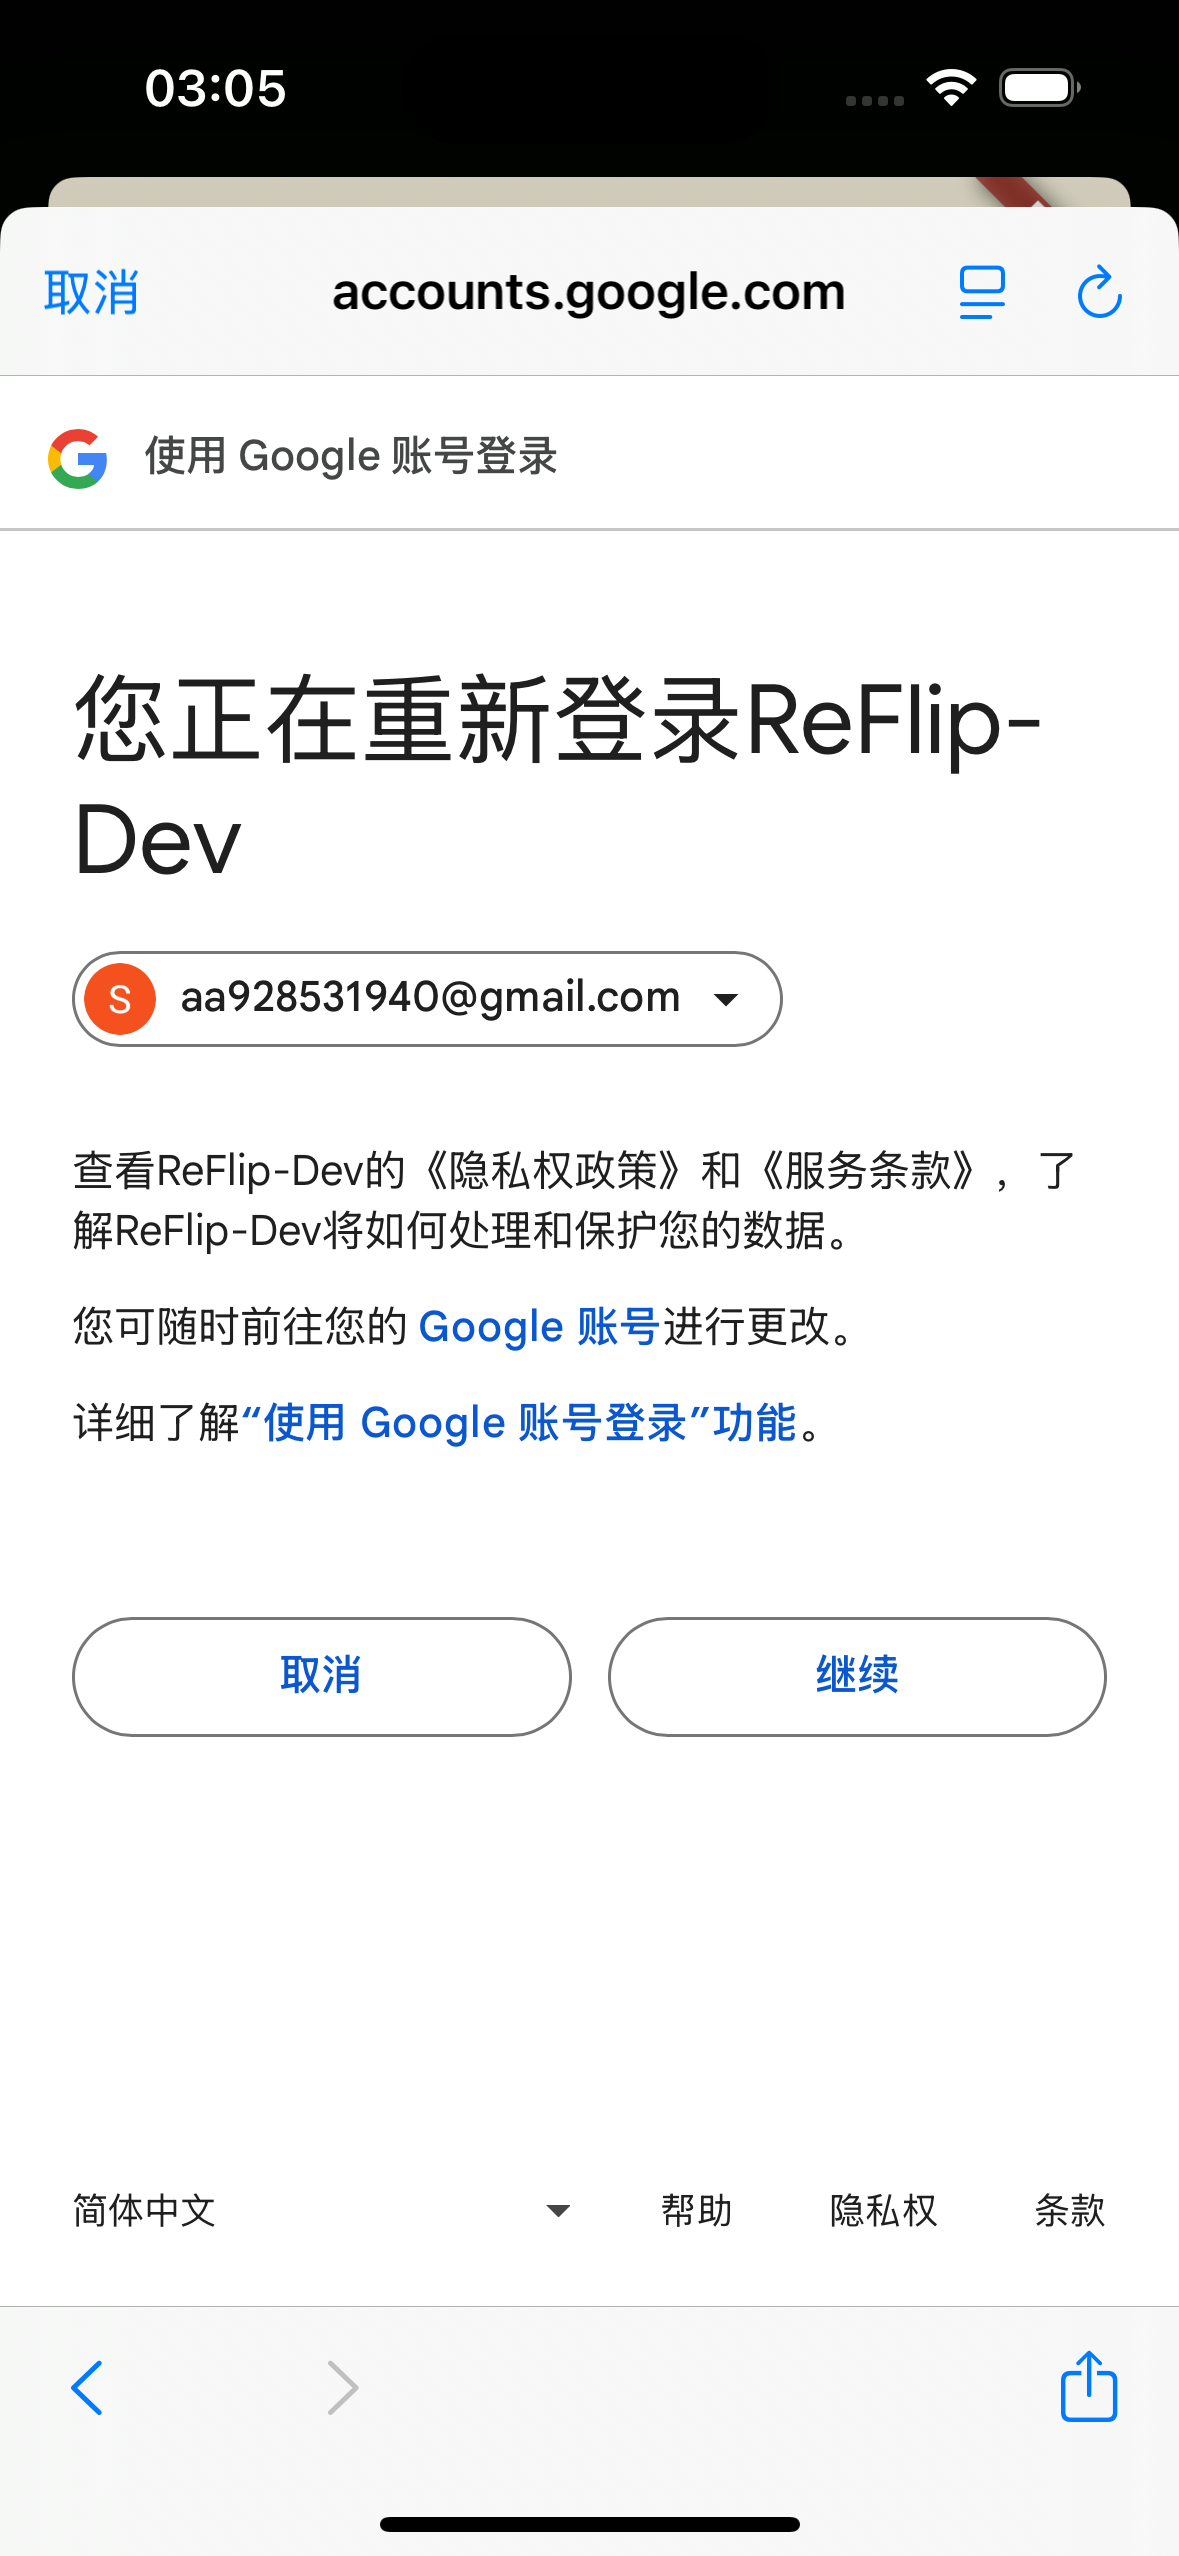 03:05
取消
accounts.google.com
使用 Google 账号登录
您正在重新登录ReFlip-
Dev
S
aa928531940@gmail.com
查看ReFlip-Dev的《隐私权政策》和《服务条款》，了
解ReFlip-Dev将如何处理和保护您的数据。
您可随时前往您的 Google 账号进行更改。
详细了解“使用 Google 账号登录”功能。
取消
继续
简体中文
帮助
隐私权
条款